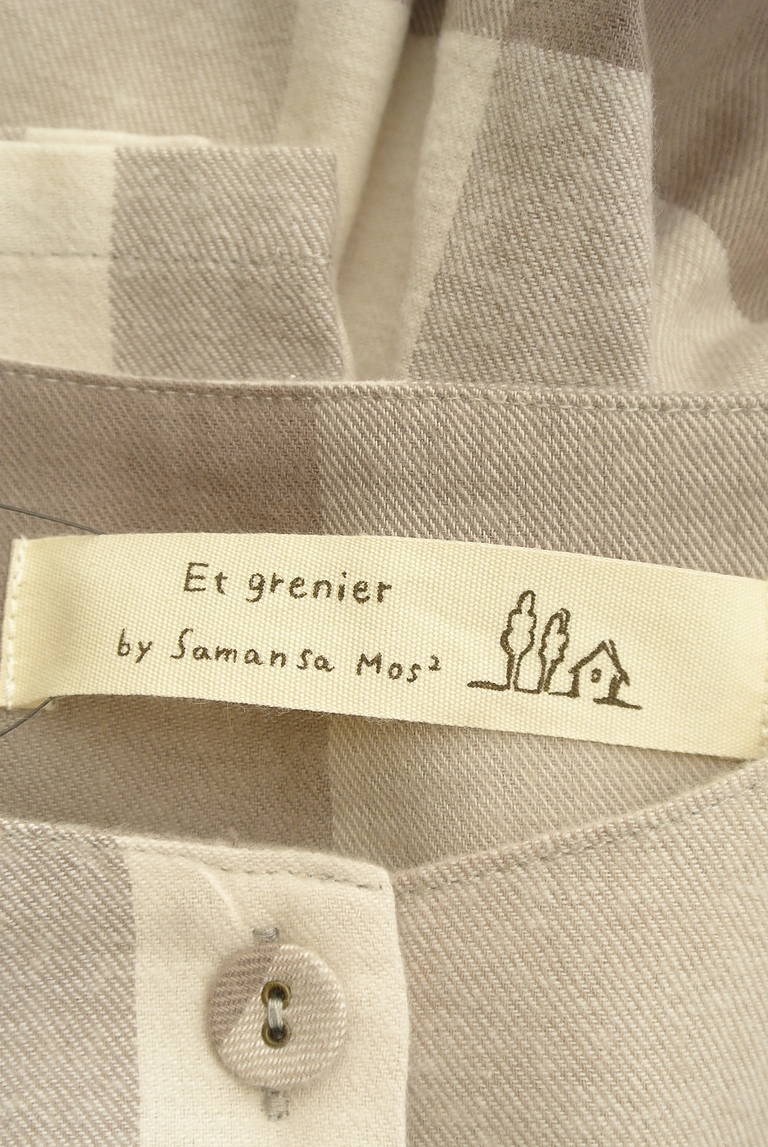 Et grenier
by Samansa Mos²